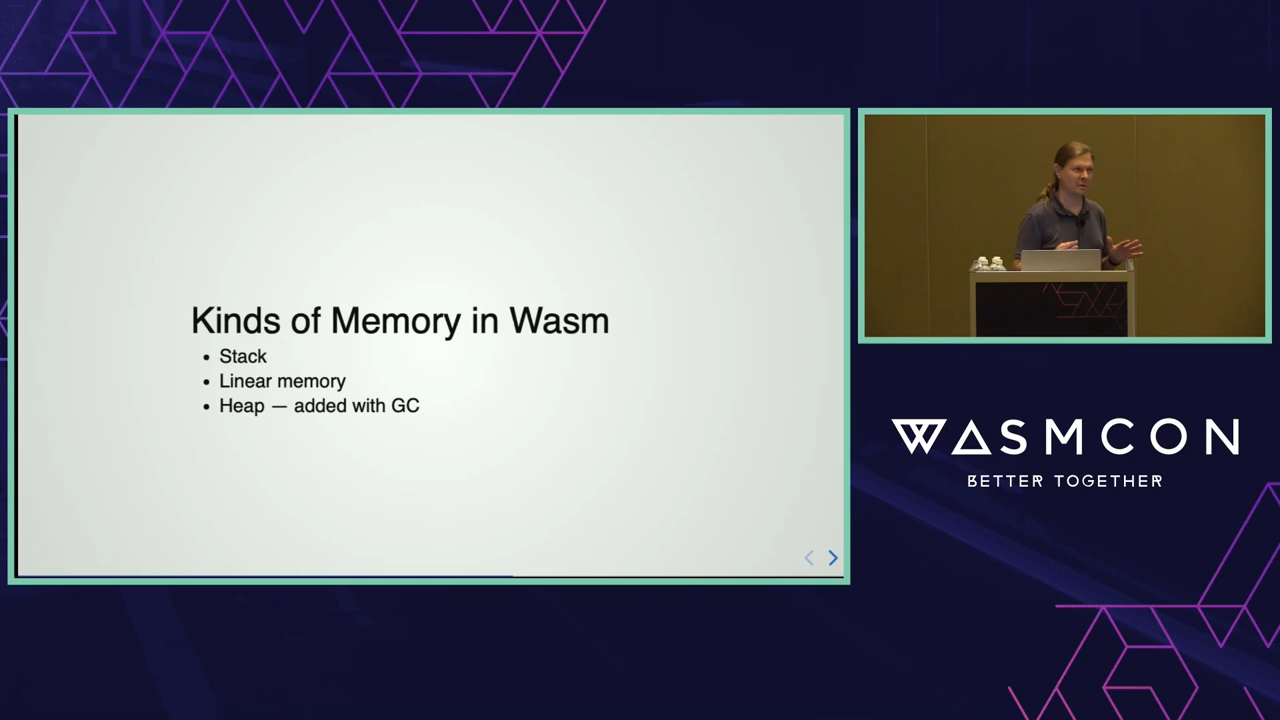 Kinds of Memory in Wasm
• Stack
• Linear memory
• Heap — added with GC
WASMCON
BETTER TOGETHER